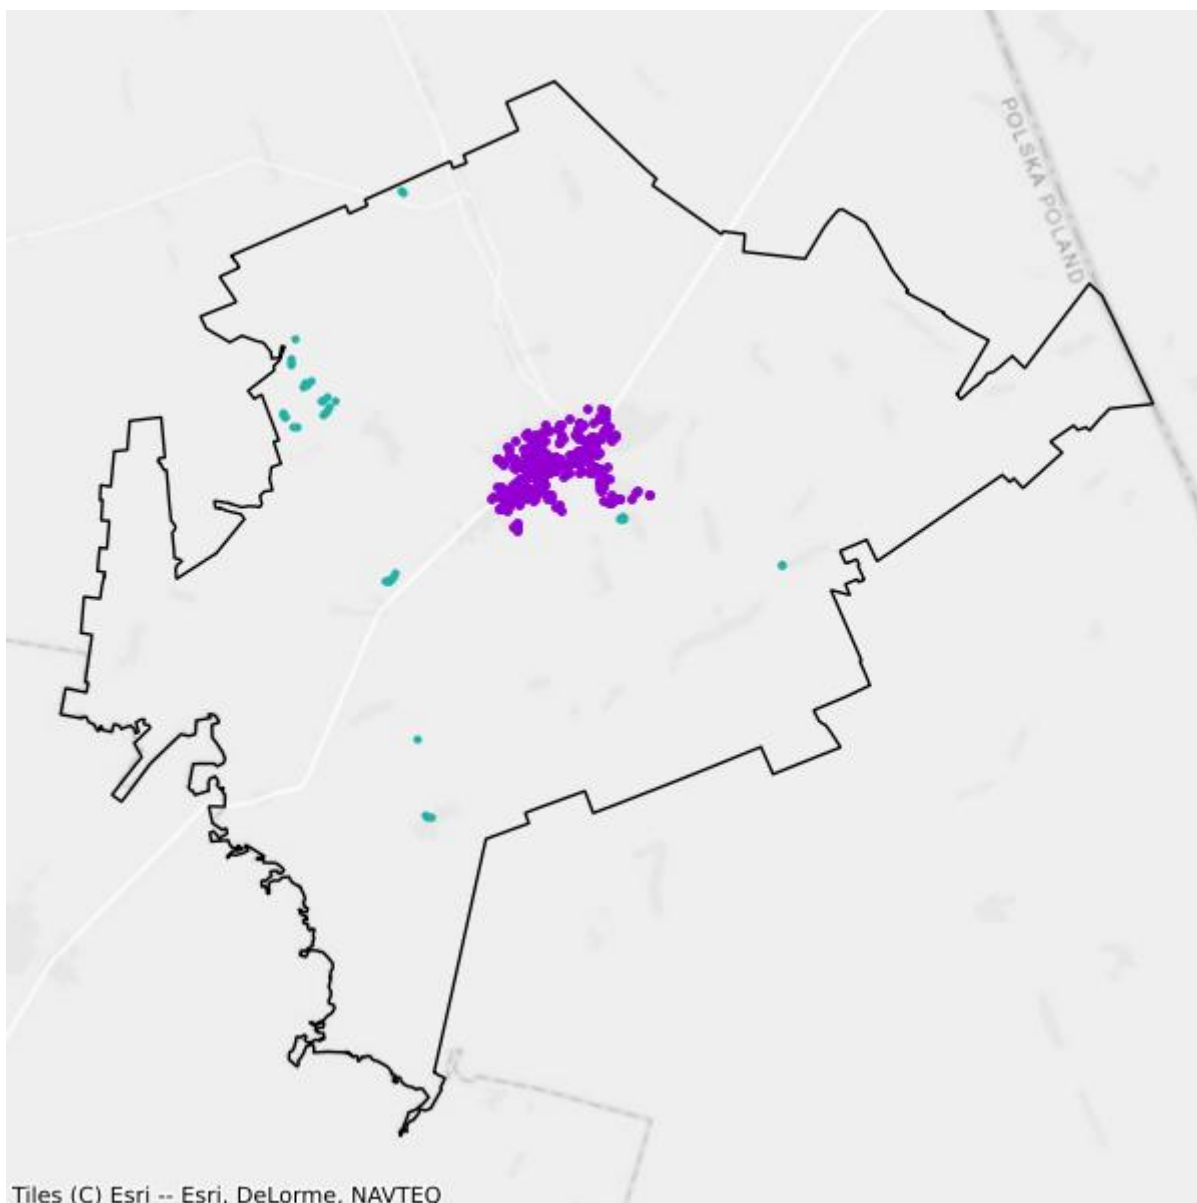 POLSKA POLAND
Tiles (C) Esri -- Esri, DeLorme, NAVTEQ